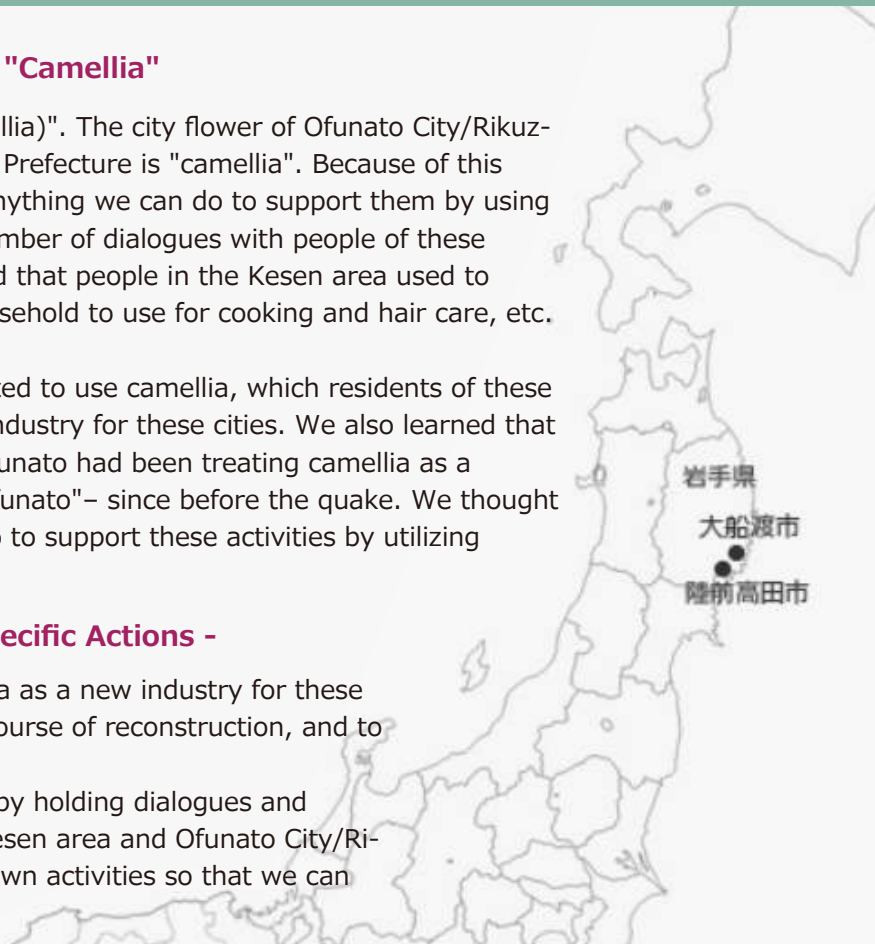 "Camellia"
llia)". The city flower of Ofunato City/Rikuz-
Prefecture is "camellia". Because of this
nything we can do to support them by using
mber of dialogues with people of these
d that people in the Kesen area used to
sehold to use for cooking and hair care, etc.
ted to use camellia, which residents of these
ndustry for these cities. We also learned that
unato had been treating camellia as a
funato"– since before the quake. We thought
o to support these activities by utilizing
ecific Actions -
a as a new industry for these
ourse of reconstruction, and to
by holding dialogues and
esen area and Ofunato City/Ri-
wn activities so that we can
岩手県
大船渡市
陸前高田市